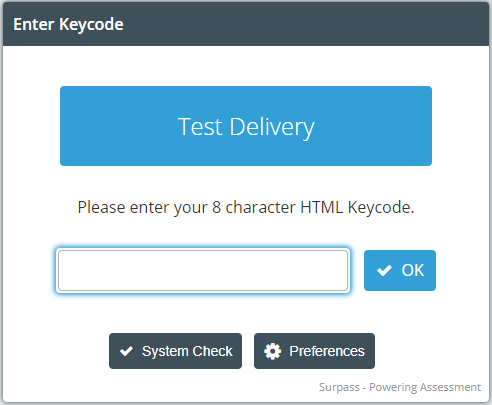 Enter Keycode
Test Delivery
Please enter your 8 character HTML Keycode.
OK
System Check Preferences
Surpass - Powering Assessment